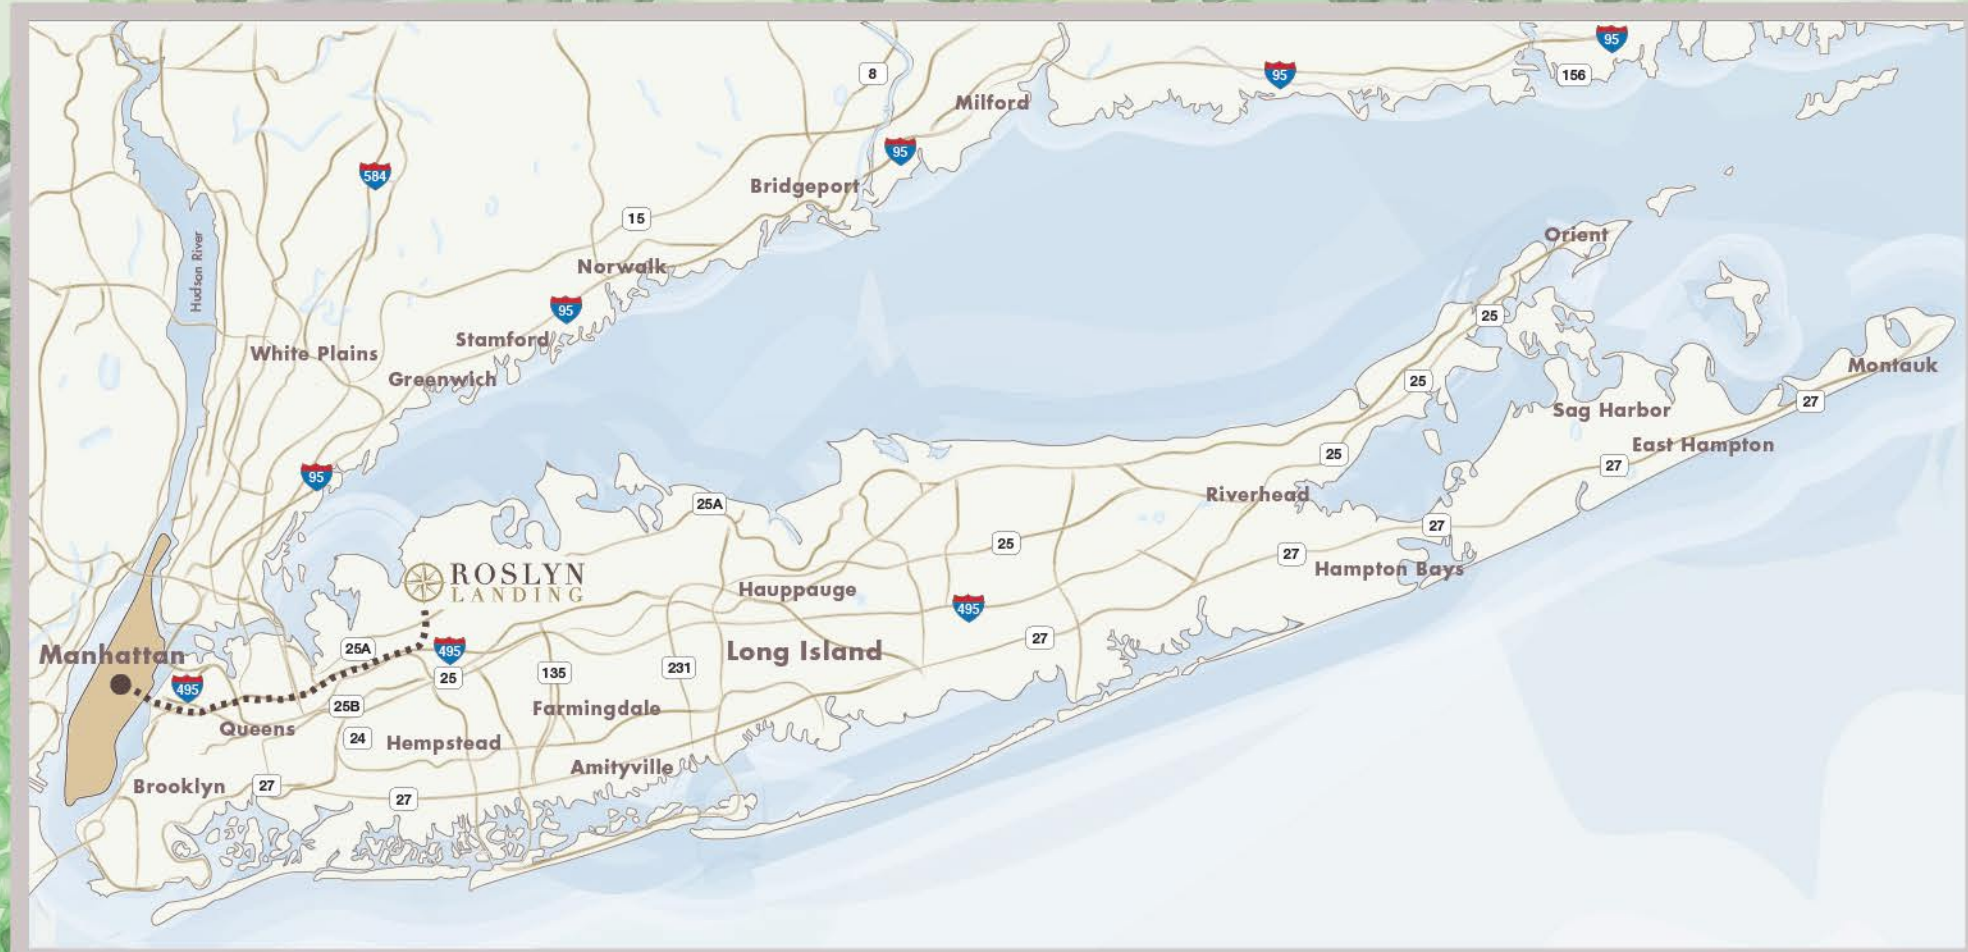 95
8
95
156
Milford
95
584
Bridgeport
15
Orient
Hudson River
Norwalk
95
25
Stamford
White Plains
Montauk
Greenwich
25
27
Sag Harbor
East Hampton
25
27
95
Riverhead
25A
27
25
27
Hampton Bays
ROSLYN
LANDING
Hauppauge
495
27
25A
495
Long Island
Manhattan
231
135
25
495
25B
Farmingdale
Queens
24
Hempstead
Amityville
Brooklyn
27
27